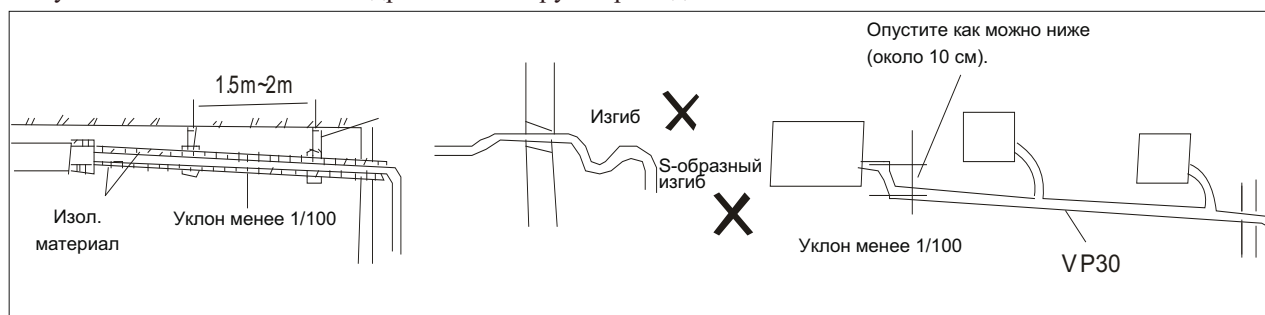 1.5m~2m
Изол.
материал
Уклон менее 1/100
Изгиб
S-образный
изгиб
Опустите как можно ниже
(около 10 см).
Уклон менее 1/100
VP30